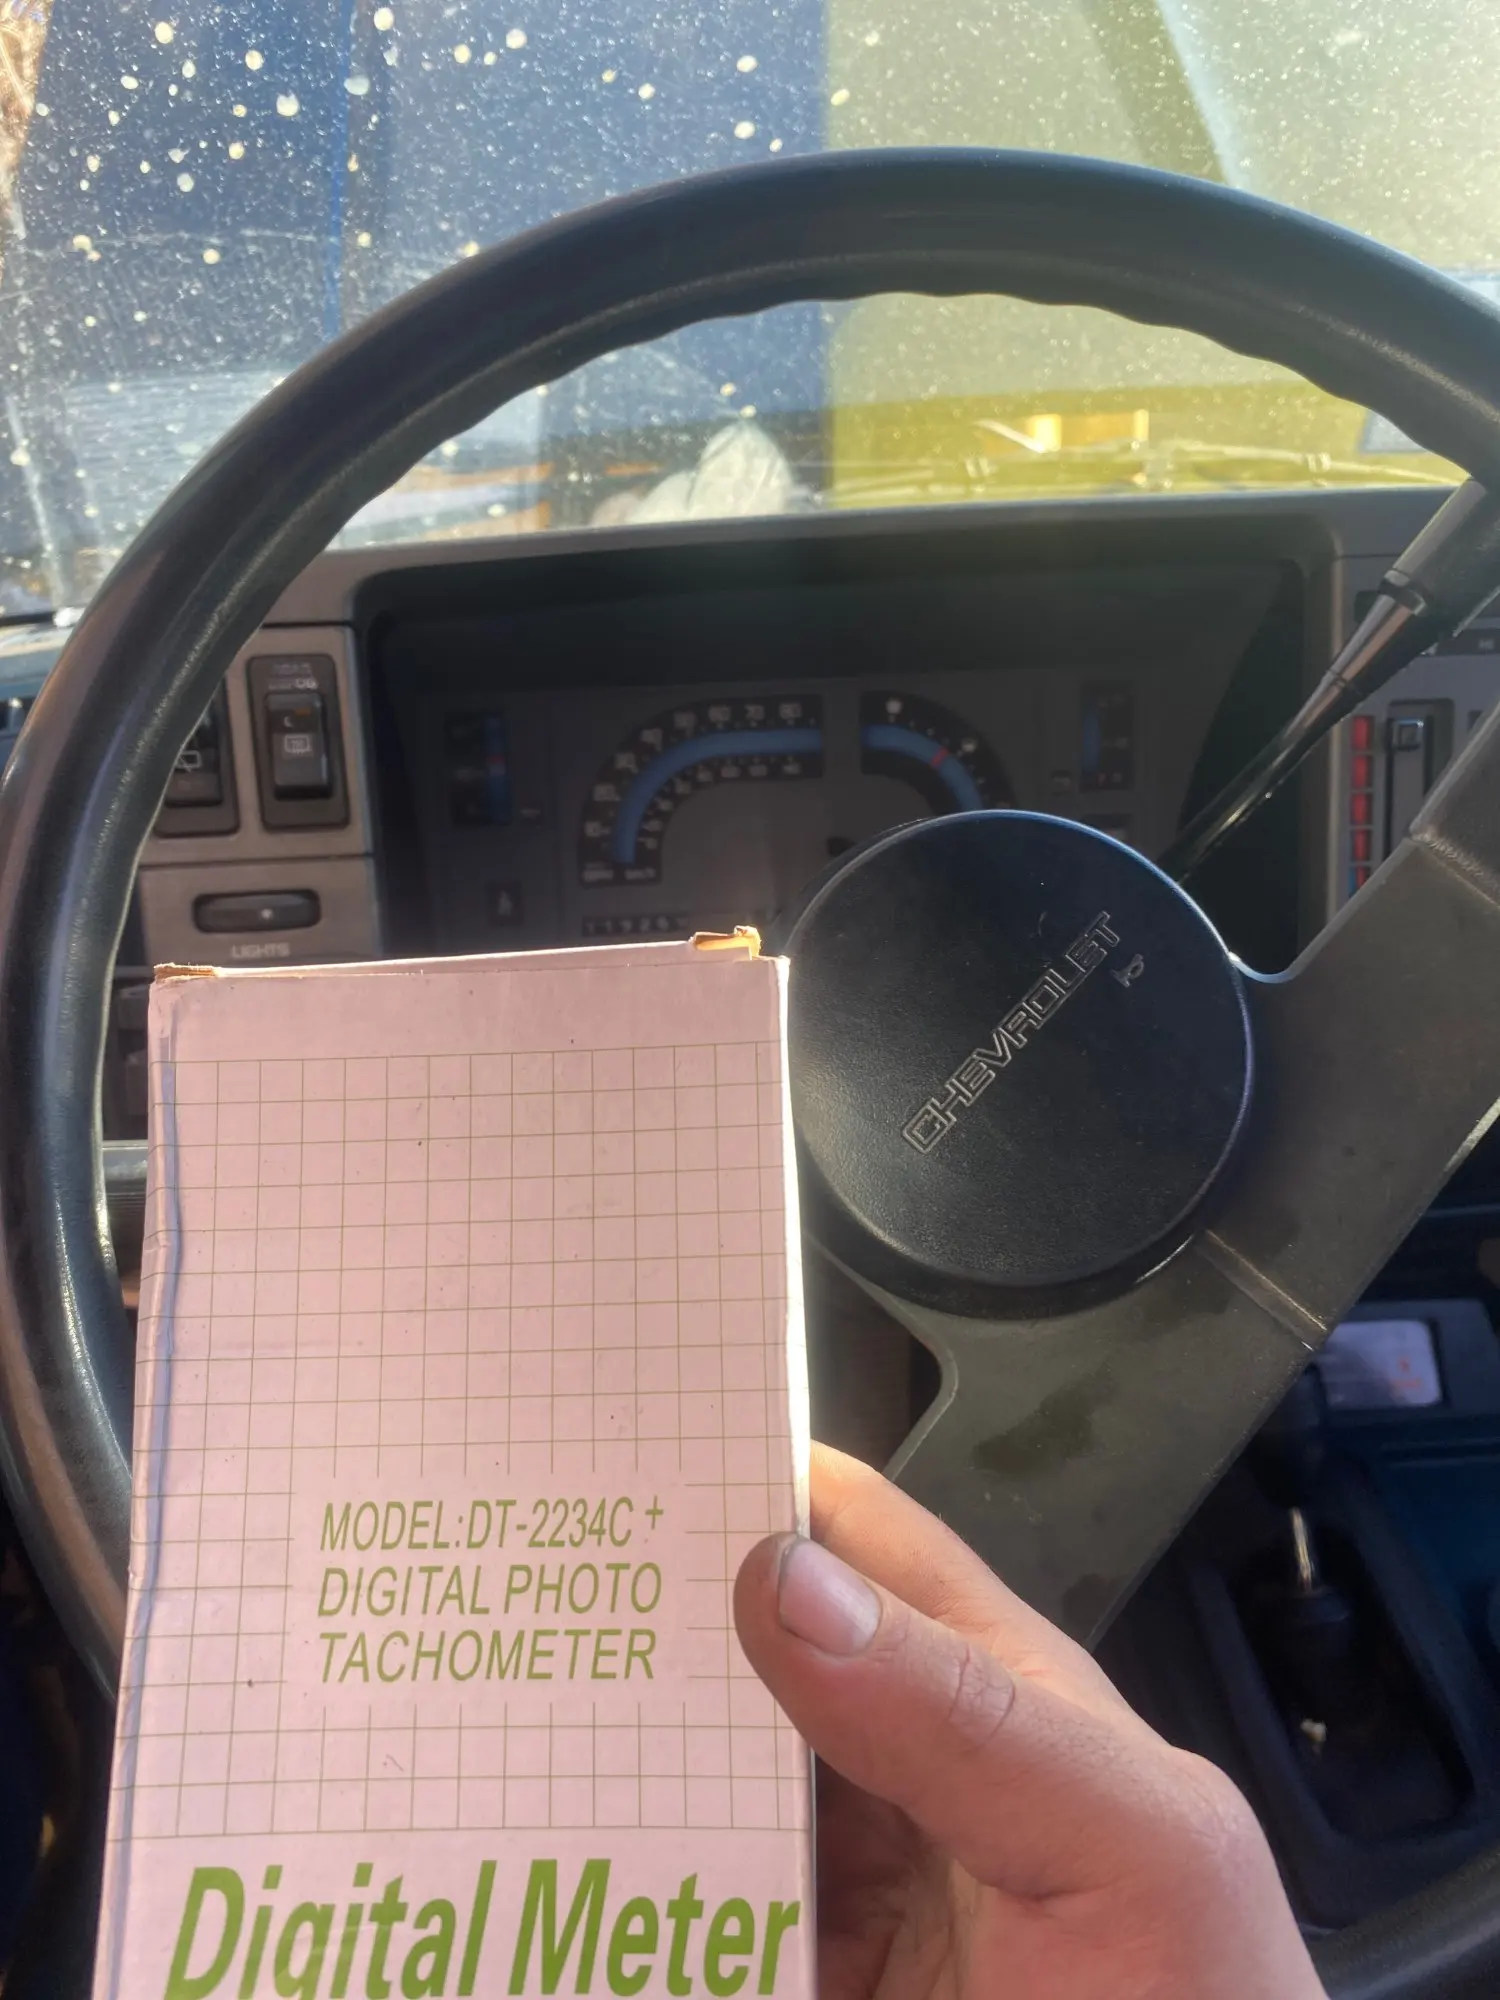 LIGHTS
CHEVROLET
MODEL:DT-2234C+
DIGITAL PHOTO
TACHOMETER
Digital Meter